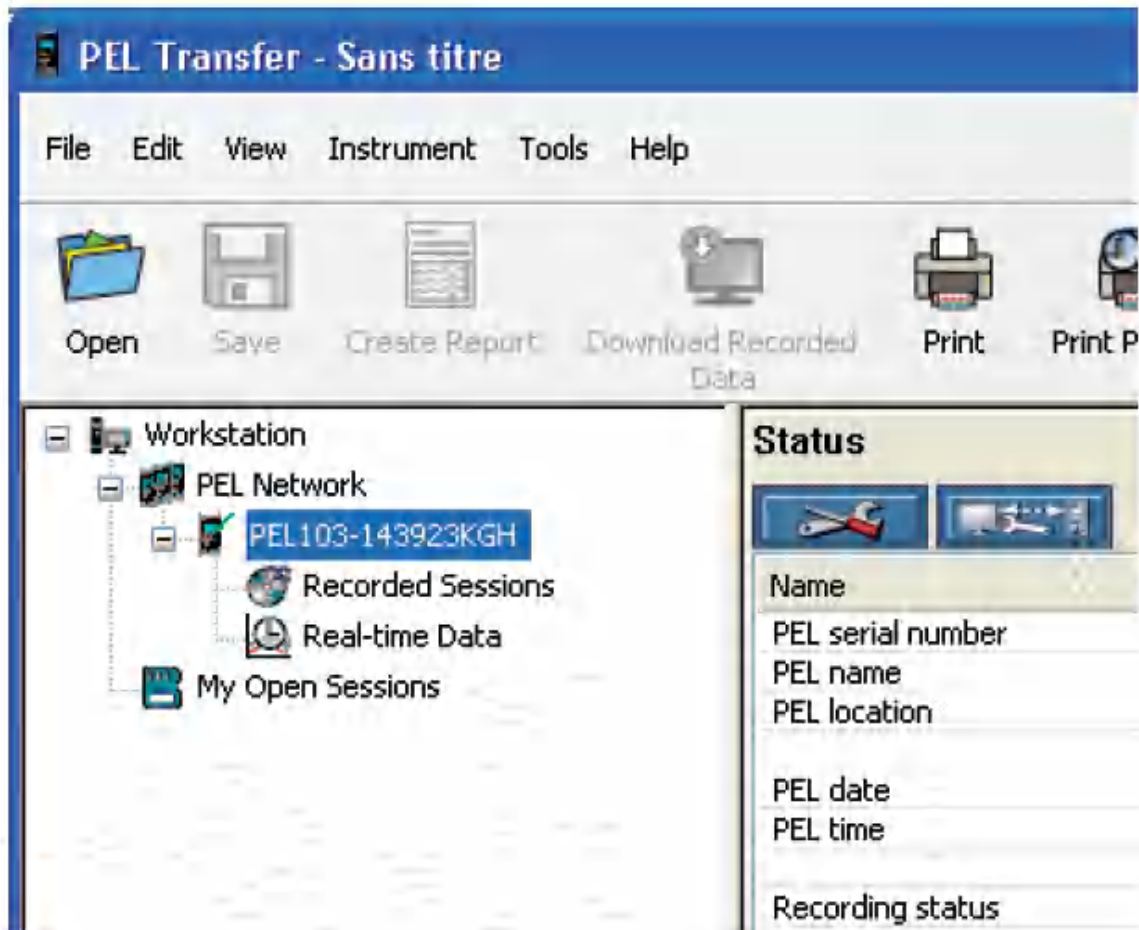 PEL Transfer - Sans titre
File Edit View Instrument Tools Help
Open Save Create Report Download Recorded Data Print Print P
Workstation
PEL Network
PEL103-143923KGH
Recorded Sessions
Real-time Data
My Open Sessions
Status
Name
PEL serial number
PEL name
PEL location
PEL date
PEL time
Recording status